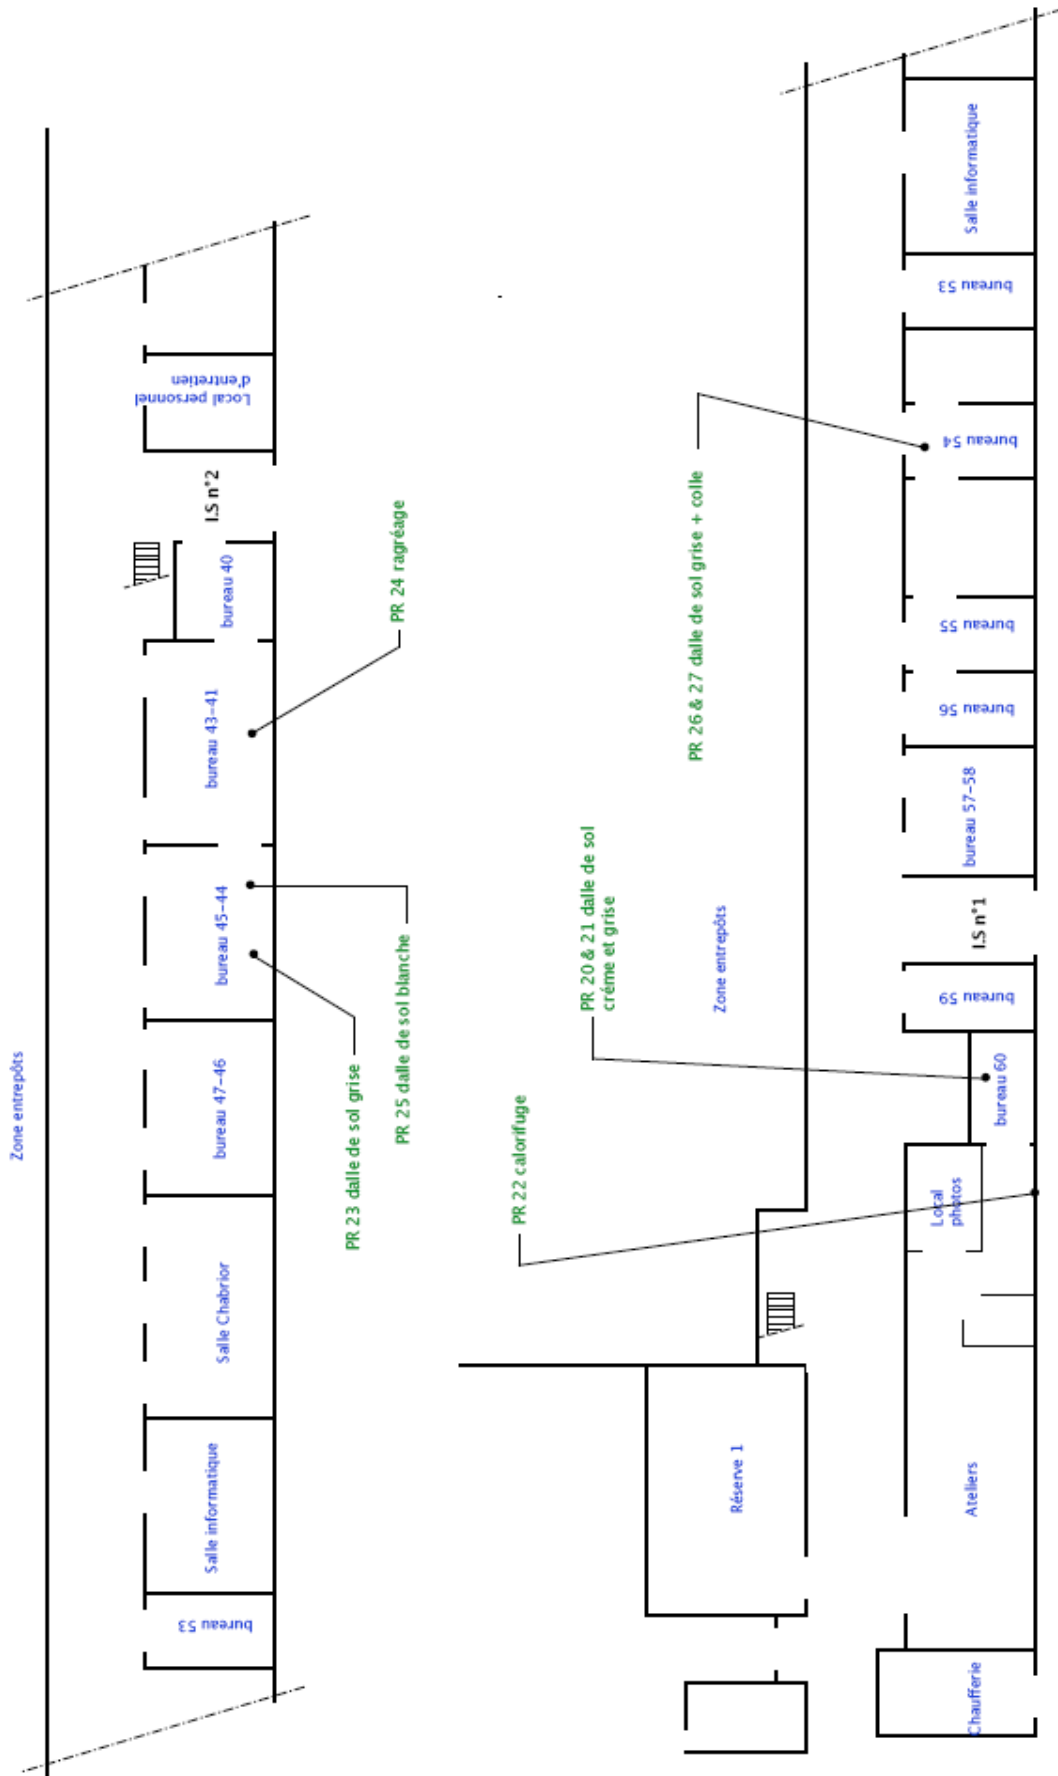 Zone entrepôts
Local personnel
d'entretien
I.S n°2
bureau 40
bureau 43-41
bureau 45-44
bureau 47-46
Salle Chabrior
Salle informatique
bureau 53
PR 24 ragréage
PR 25 dalle de sol blanche
PR 23 dalle de sol grise
PR 22 calorifuge
PR 20 & 21 dalle de sol
créme et grise
PR 26 & 27 dalle de sol grise + colle
Zone entrepôts
Réserve 1
Salle informatique
bureau 53
bureau 54
bureau 55
bureau 56
bureau 57-58
I.S n°1
bureau 59
bureau 60
Local
photos
Ateliers
Chaufferie